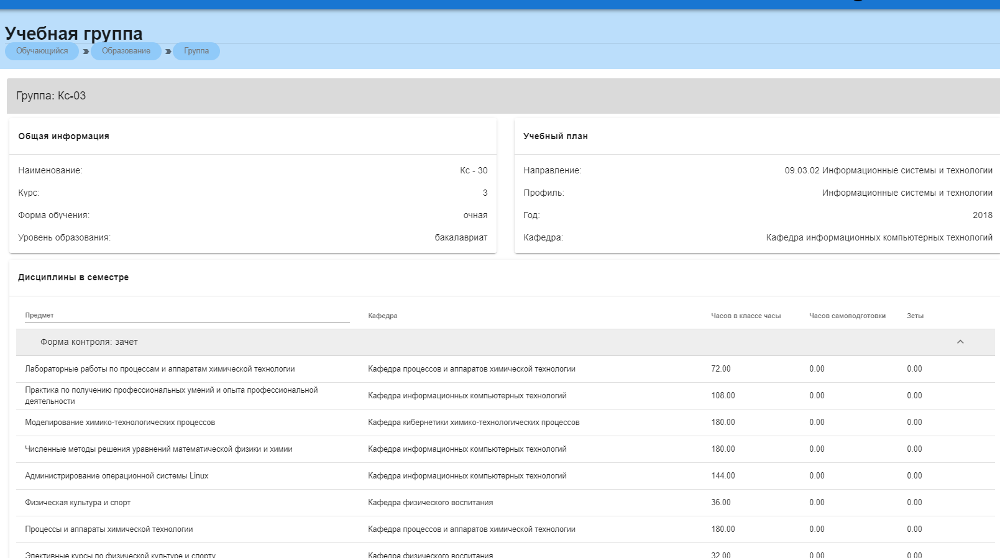 Учебная группа
Обучающийся
Образование
Группа
Группа: Кс-03
Общая информация
Наименование: Кс - 30
Курс: 3
Форма обучения: очная
Уровень образования: бакалавриат
Учебный план
Направление: 09.03.02 Информационные системы и технологии
Профиль: Информационные системы и технологии
Год: 2018
Кафедра: Кафедра информационных компьютерных технологий
Дисциплины в семестре
Предмет Кафедра Часов в классе часы Часов самоподготовки Зеты
Форма контроля: зачет
Лабораторные работы по процессам и аппаратам химической технологии Кафедра процессов и аппаратов химической технологии 72.00 0.00 0.00
Практика по получению профессиональных умений и опыта профессиональной
деятельности Кафедра информационных компьютерных технологий 108.00 0.00 0.00
Моделирование химико-технологических процессов Кафедра кибернетики химико-технологических процессов 180.00 0.00 0.00
Численные методы решения уравнений математической физики и химии Кафедра информационных компьютерных технологий 180.00 0.00 0.00
Администрирование операционной системы Linux Кафедра информационных компьютерных технологий 144.00 0.00 0.00
Физическая культура и спорт Кафедра физического воспитания 36.00 0.00 0.00
Процессы и аппараты химической технологии Кафедра процессов и аппаратов химической технологии 180.00 0.00 0.00
Элективные курсы по физической культуре и спорту Кафедра физического воспитания 32.00 0.00 0.00